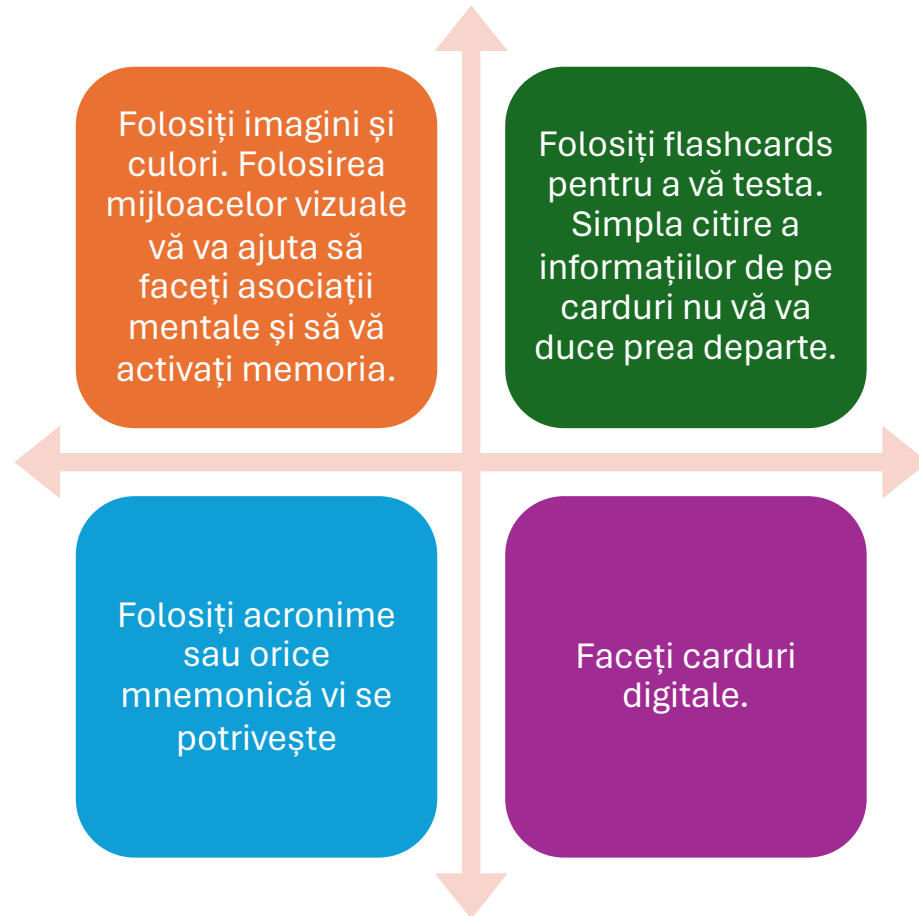 Folosiți imagini și
culori. Folosirea
mijloacelor vizuale
vă va ajuta să
faceți asociații
mentale și să vă
activați memoria.
Folosiți flashcards
pentru a vă testa.
Simpla citire a
informațiilor de pe
carduri nu vă va
duce prea departe.
Folosiți acronime
sau orice
mnemonică vi se
potrivește
Faceți carduri
digitale.